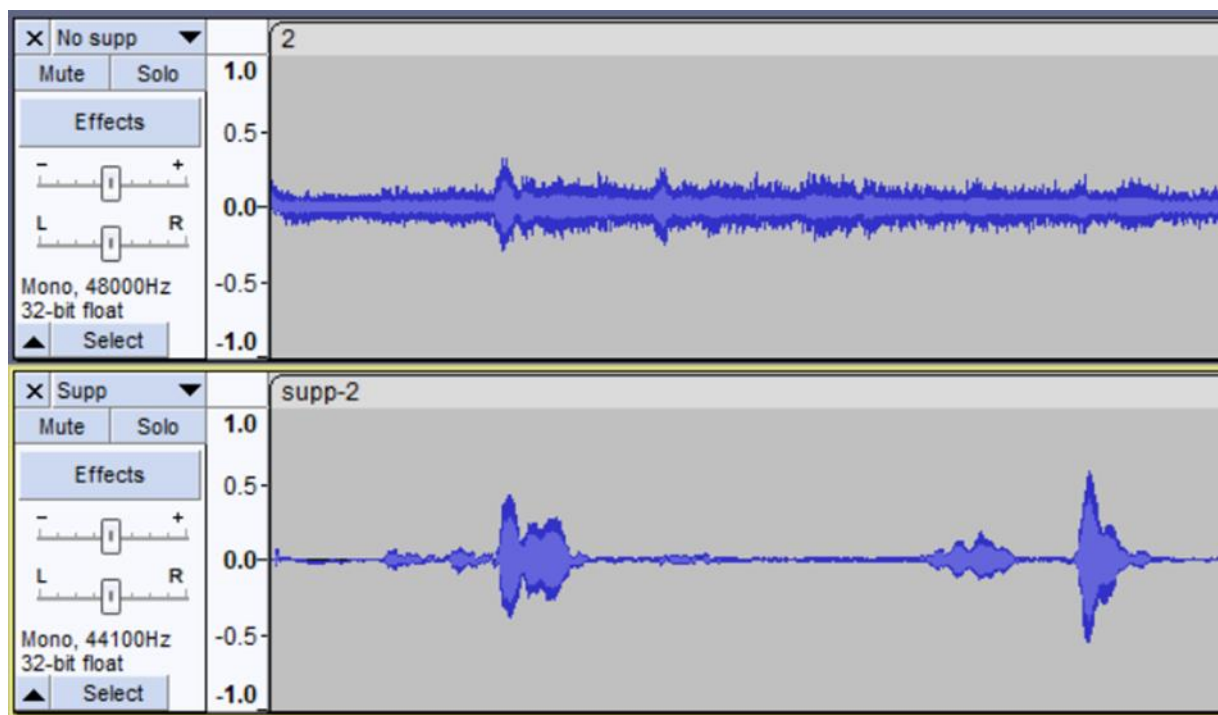 No supp
2
Mute Solo
1.0
Effects
0.5
- +
0.0
L R
Mono, 48000Hz
-0.5
32-bit float
Select
-1.0
Supp
supp-2
Mute Solo
1.0
Effects
0.5
- +
0.0
L R
Mono, 44100Hz
-0.5
32-bit float
Select
-1.0